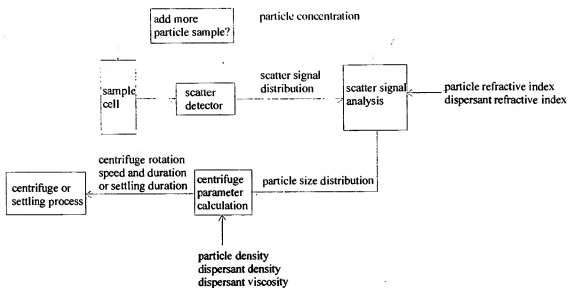 add more
particle sample?
particle concentration
sample
cell
scatter
detector
scatter signal
distribution
scatter signal
analysis
particle refractive index
dispersant refractive index
centrifuge or
settling process
centrifuge rotation
speed and duration
or settling duration
centrifuge
parameter
calculation
particle size distribution
particle density
dispersant density
dispersant viscosity